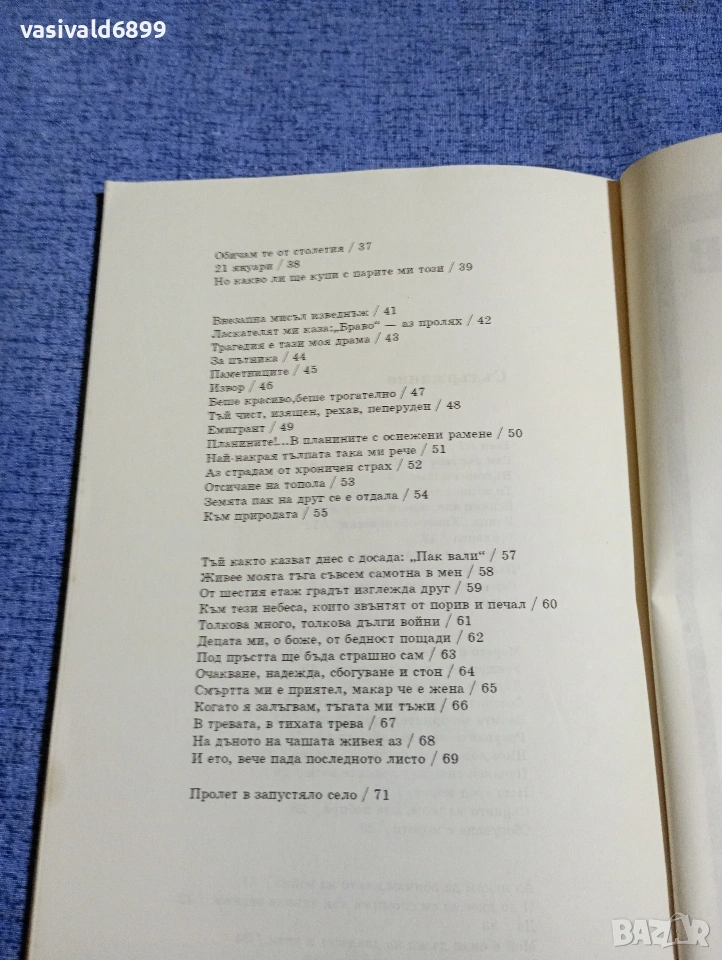 vasivald6899
Обичам те от столетия / 37
21 януари / 38
Но какво ли ще купи с парите ми този / 39
Внезапна мисъл изведнъж / 41
Ласкателят ми каза:„Браво“ — аз пролях / 42
Трагедия е тази моя драма / 43
За пътника / 44
Паметниците / 45
Извор / 46
Беше красиво,беше трогателно / 47
Тъй чист, изящен, рехав, пеперуден / 48
Емигрант / 49
Планините!...В планините с оснежени рамене / 50
Най-накрая тълпата така ми рече / 51
Аз страдам от хроничен страх / 52
Отсичане на топола / 53
Земята пак на друг се е отдала / 54
Към природата / 55
Тъй както казват днес с досада: „Пак вали“ / 57
Живее моята тъга съвсем самотна в мен / 58
От шестия етаж градът изглежда друг / 59
Към тези небеса, които звънтят от порив и печал / 60
Толкова много, толкова дълги войни / 61
Децата ми, о боже, от бедност пощади / 62
Под пръстта ще бъда страшно сам / 63
Очакване, надежда, сбогуване и стон / 64
Смъртта ми е приятел, макар че е жена / 65
Когато я залъгвам, тъгата ми тъжи / 66
В тревата, в тихата трева / 67
На дъното на чашата живея аз / 68
И ето, вече пада последното листо / 69
Пролет в запустяло село / 71
BAZAR